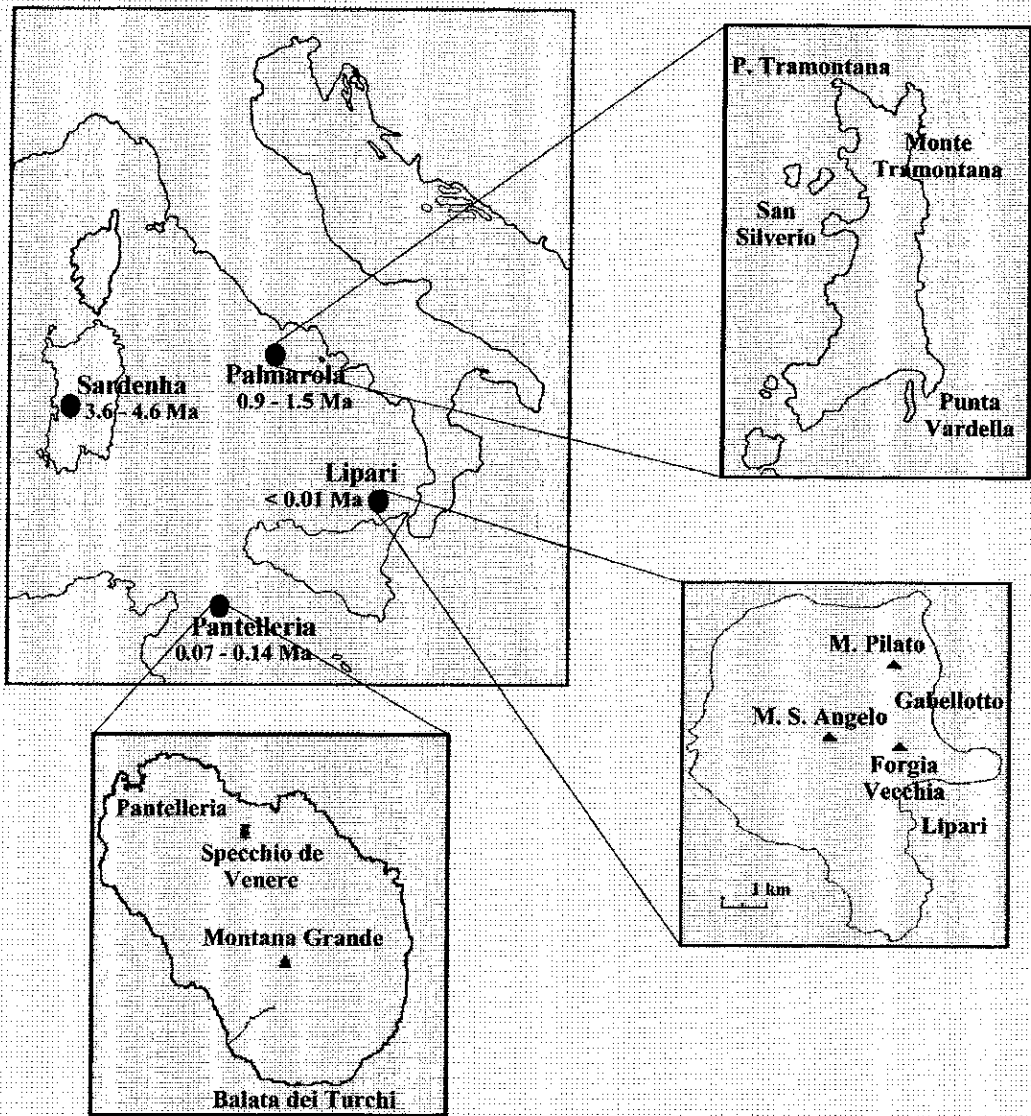 Sardenha
3.6 - 4.6 Ma
Palmarola
0.9 - 1.5 Ma
Lipari
< 0.01 Ma
Pantelleria
0.07 - 0.14 Ma
P. Tramontana
Monte
Tramontana
San
Silverio
Punta
Vardella
M. Pilato
Gabellotto
M. S. Angelo
Forgia
Vecchia
Lipari
1 km
Pantelleria
Specchio de
Venere
Montana Grande
Balata dei Turchi